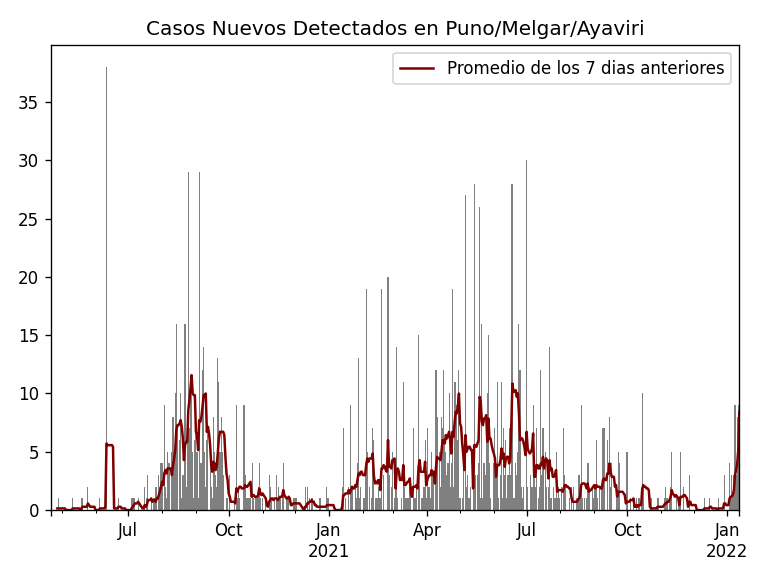 Casos Nuevos Detectados en Puno/Melgar/Ayaviri
Promedio de los 7 dias anteriores
35
30
25
20
15
10
5
0
Jul
Oct
Jan
2021
Apr
Jul
Oct
Jan
2022